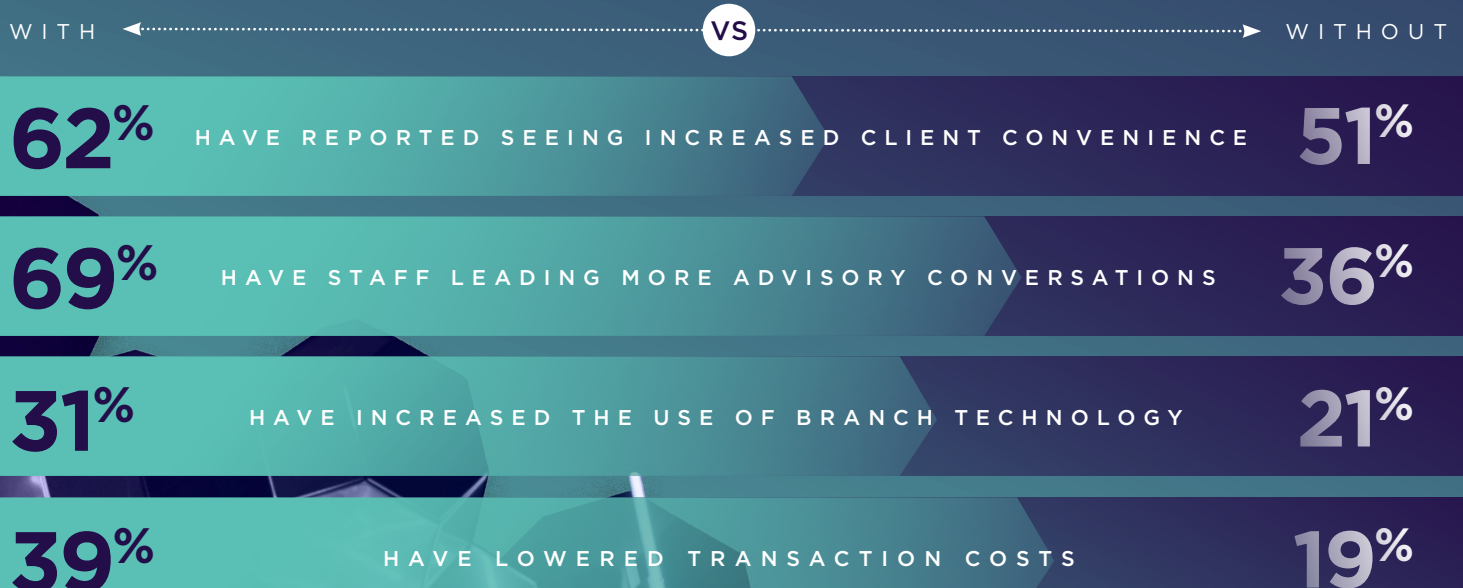 WITH VS WITHOUT
62% HAVE REPORTED SEEING INCREASED CLIENT CONVENIENCE 51%
69% HAVE STAFF LEADING MORE ADVISORY CONVERSATIONS 36%
31% HAVE INCREASED THE USE OF BRANCH TECHNOLOGY 21%
39% HAVE LOWERED TRANSACTION COSTS 19%